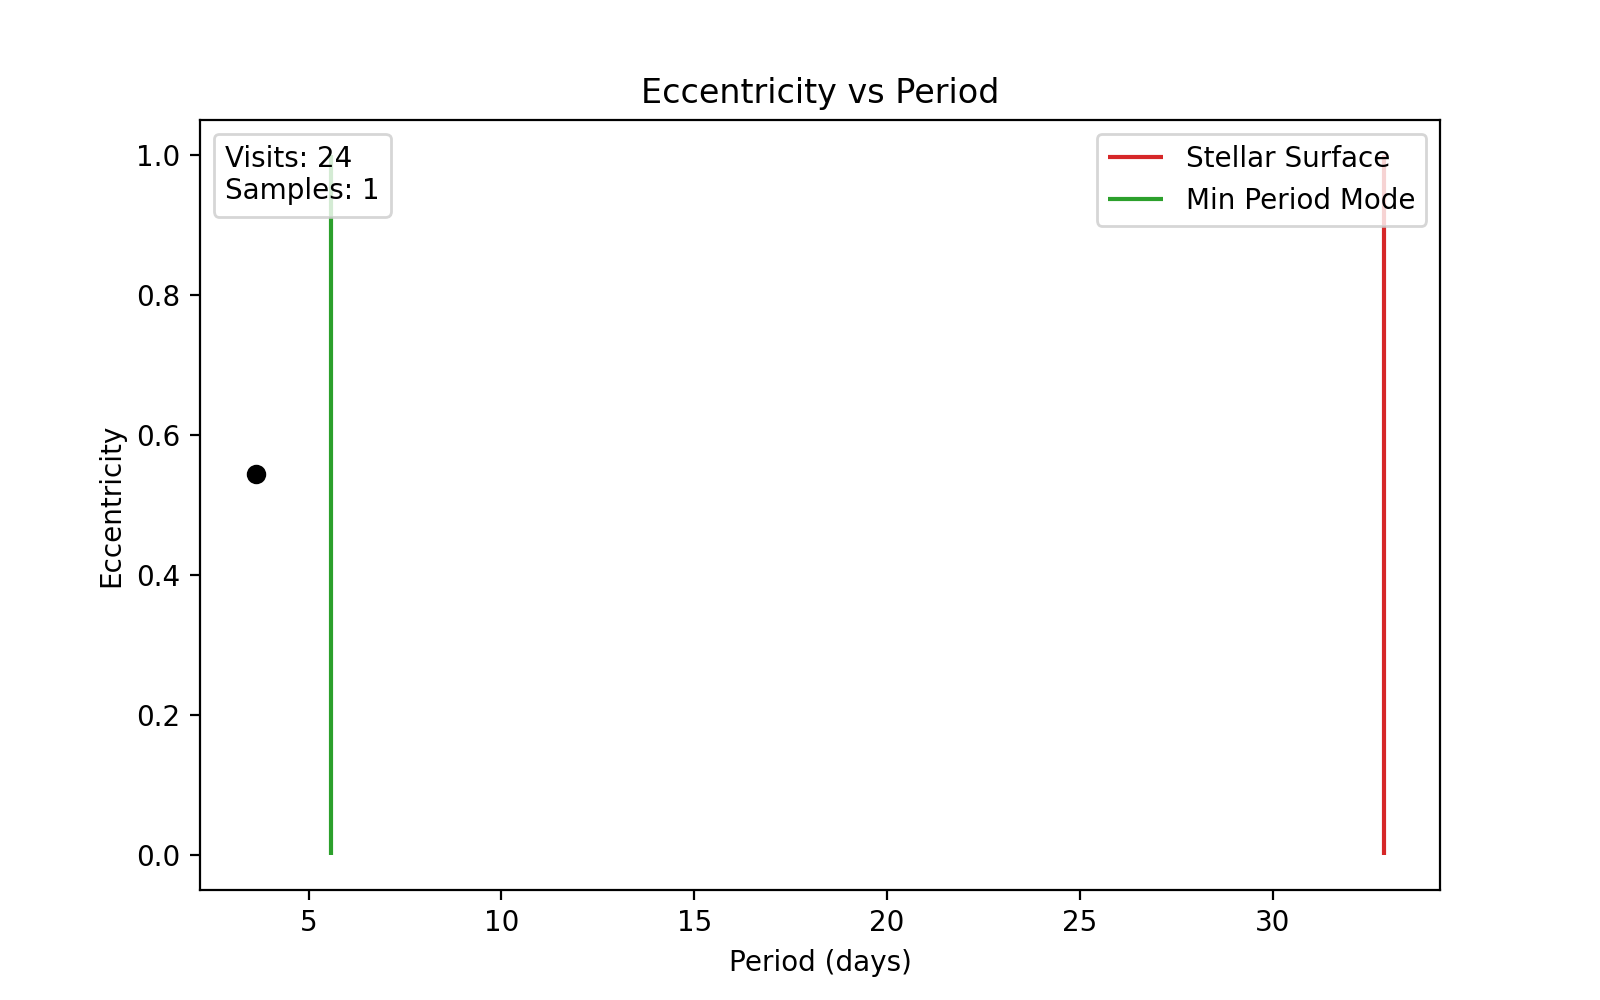 Eccentricity vs Period
Visits: 24
Samples: 1
Stellar Surface
Min Period Mode
Eccentricity
1.0
0.8
0.6
0.4
0.2
0.0
5
10
15
20
25
30
Period (days)